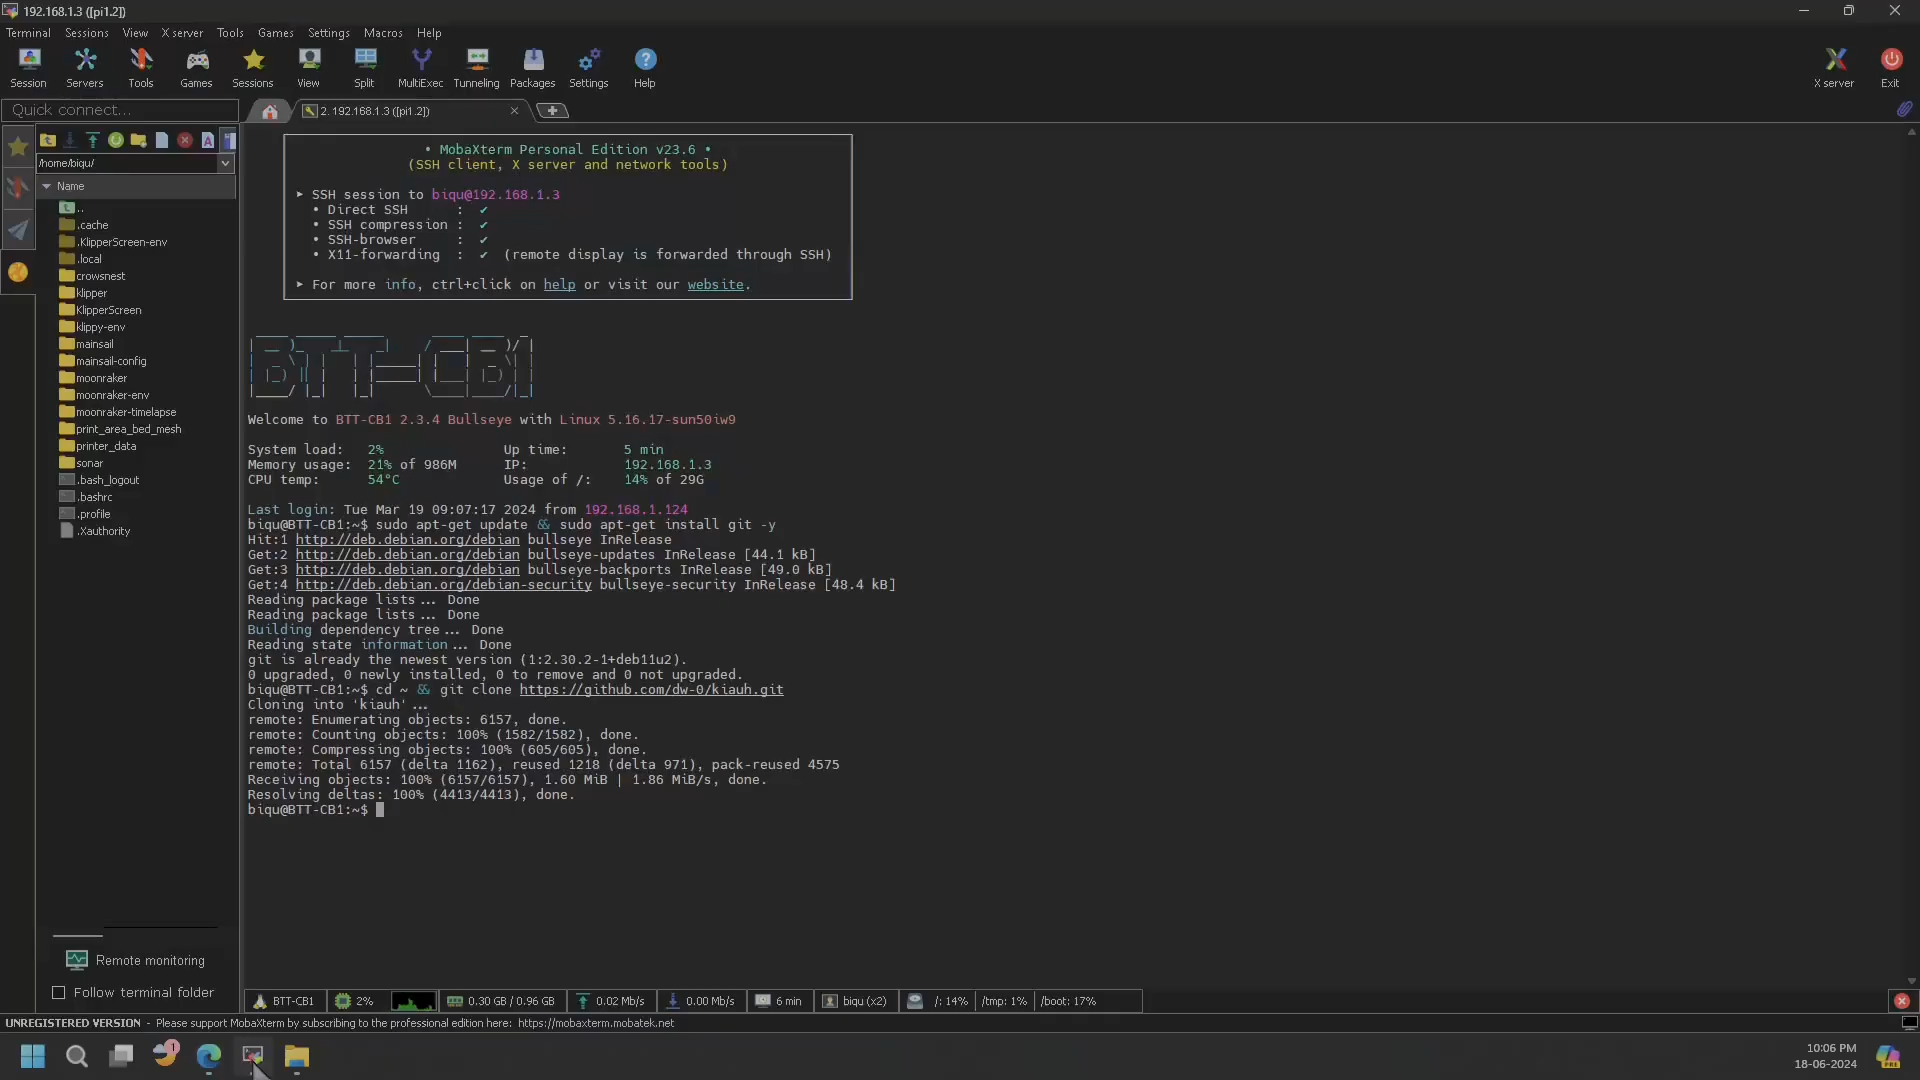 192.168.1.3 ([pi1.2])
Terminal Sessions View X server Tools Games Settings Macros Help
Session Servers Tools Games Sessions View Split MultiExec Tunneling Packages Settings Help X server Exit
Quick connect...
2. 192.168.1.3 ([pi1.2])
/home/biqu/
Name
..
.cache
.KlipperScreen-env
.local
crowsnest
klipper
KlipperScreen
klippy-env
mainsail
mainsail-config
moonraker
moonraker-env
moonraker-timelapse
print_area_bed_mesh
printer_data
sonar
.bash_logout
.bashrc
.profile
.Xauthority
Remote monitoring
Follow terminal folder
• MobaXterm Personal Edition v23.6 •
(SSH client, X server and network tools)
► SSH session to biqu@192.168.1.3
• Direct SSH : ✔
• SSH compression : ✔
• SSH-browser : ✔
• X11-forwarding : ✔ (remote display is forwarded through SSH)
► For more info, ctrl+click on help or visit our website.
BTT-CB1
Welcome to BTT-CB1 2.3.4 Bullseye with Linux 5.16.17-sun50iw9
System load: 2% Up time: 5 min
Memory usage: 21% of 986M IP: 192.168.1.3
CPU temp: 54°C Usage of /: 14% of 29G
Last login: Tue Mar 19 09:07:17 2024 from 192.168.1.124
biqu@BTT-CB1:~$ sudo apt-get update && sudo apt-get install git -y
Hit:1 http://deb.debian.org/debian bullseye InRelease
Get:2 http://deb.debian.org/debian bullseye-updates InRelease [44.1 kB]
Get:3 http://deb.debian.org/debian bullseye-backports InRelease [49.0 kB]
Get:4 http://deb.debian.org/debian-security bullseye-security InRelease [48.4 kB]
Reading package lists... Done
Reading package lists... Done
Building dependency tree... Done
Reading state information... Done
git is already the newest version (1:2.30.2-1+deb11u2).
0 upgraded, 0 newly installed, 0 to remove and 0 not upgraded.
biqu@BTT-CB1:~$ cd ~ && git clone https://github.com/dw-0/kiauh.git
Cloning into 'kiauh'...
remote: Enumerating objects: 6157, done.
remote: Counting objects: 100% (1582/1582), done.
remote: Compressing objects: 100% (605/605), done.
remote: Total 6157 (delta 1162), reused 1218 (delta 971), pack-reused 4575
Receiving objects: 100% (6157/6157), 1.60 MiB | 1.86 MiB/s, done.
Resolving deltas: 100% (4413/4413), done.
biqu@BTT-CB1:~$
BTT-CB1 2% 0.30 GB / 0.96 GB 0.02 Mb/s 0.00 Mb/s 6 min biqu (x2) /: 14% /tmp: 1% /boot: 17%
UNREGISTERED VERSION - Please support MobaXterm by subscribing to the professional edition here: https://mobaxterm.mobatek.net
1
10:06 PM
18-06-2024
PRE